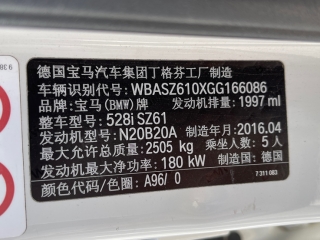 德国宝马汽车集团丁格芬工厂制造
车辆识别代号: WBASZ610XGG166086
品牌: 宝马(BMW)牌 发动机排量: 1997 ml
整车型号: 528i SZ61
发动机型号: N20B20A 制造年月: 2016.04
最大允许总质量: 2505 kg 乘坐人数: 5人
发动机最大净功率: 180 kW 制造国: 德国
颜色代码/色圈: A96/ 0 7 311 083